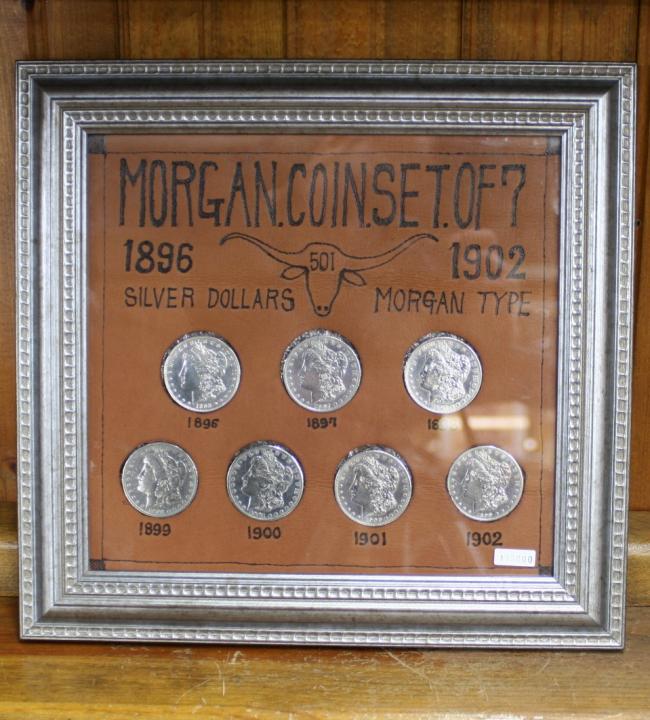 MORGAN.COIN.SET.OF 7
1896 501 1902
SILVER DOLLARS MORGAN TYPE
1896 1897
1899 1900 1901 1902